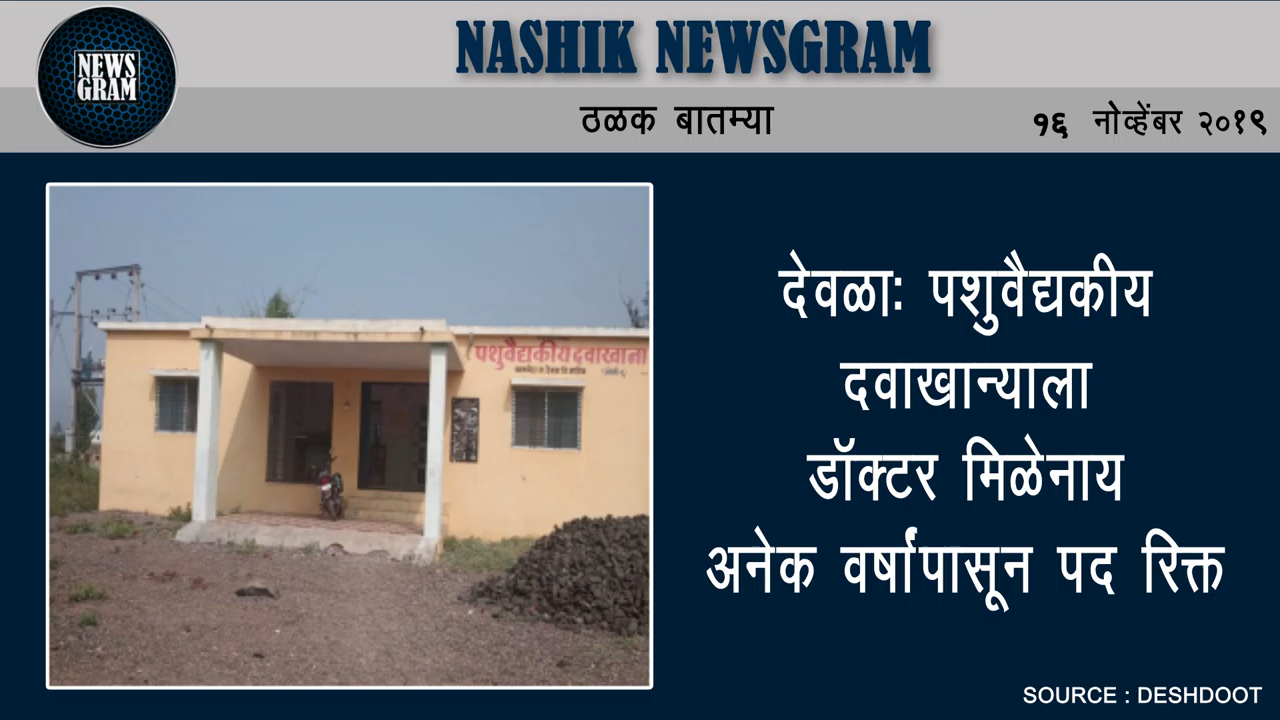 NEWS
GRAM
NASHIK NEWSGRAM
ठळक बातम्या
१६ नोव्हेंबर २०१९
पशुवैद्यकीय दवाखाना
देवळाः पशुवैद्यकीय
दवाखान्याला
डॉक्टर मिळेनाय
अनेक वर्षांपासून पद रिक्त
SOURCE : DESHDOOT